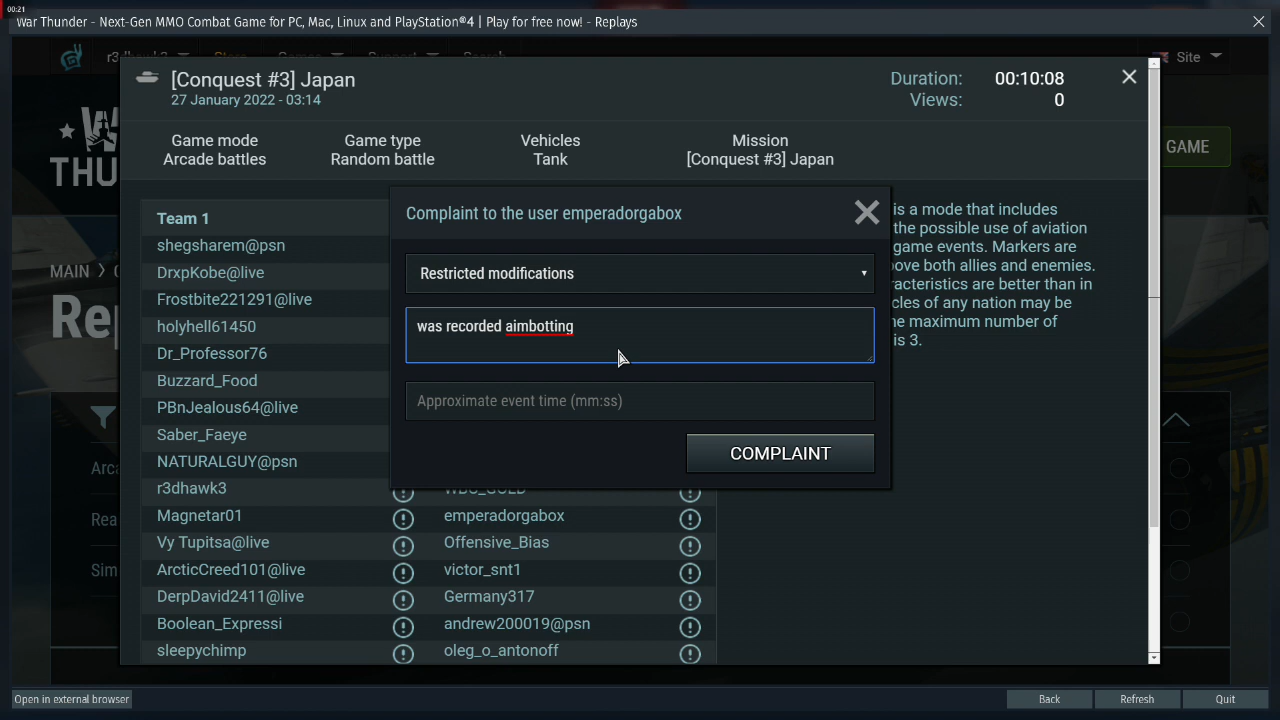 00:21
War Thunder - Next-Gen MMO Combat Game for PC, Mac, Linux and PlayStation®4 | Play for free now! - Replays
Site
[Conquest #3] Japan
27 January 2022 - 03:14
Duration: 00:10:08
Views: 0
Game mode
Arcade battles
Game type
Random battle
Vehicles
Tank
Mission
[Conquest #3] Japan
GAME
THU
MAIN
Re
Team 1
shegsharem@psn
DrxpKobe@live
Frostbite221291@live
holyhell61450
Dr_Professor76
Buzzard_Food
PBnJealous64@live
Saber_Faeye
NATURALGUY@psn
r3dhawk3
Magnetar01
emperadorgabox
Vy Tupitsa@live
Offensive_Bias
ArcticCreed101@live
victor_snt1
DerpDavid2411@live
Germany317
Boolean_Expressi
andrew200019@psn
sleepychimp
oleg_o_antonoff
Complaint to the user emperadorgabox
Restricted modifications
was recorded aimbotting
Approximate event time (mm:ss)
COMPLAINT
is a mode that includes
the possible use of aviation
game events. Markers are
ove both allies and enemies.
racteristics are better than in
cles of any nation may be
ne maximum number of
is 3.
Arca
Rea
Sim
Open in external browser
Back
Refresh
Quit